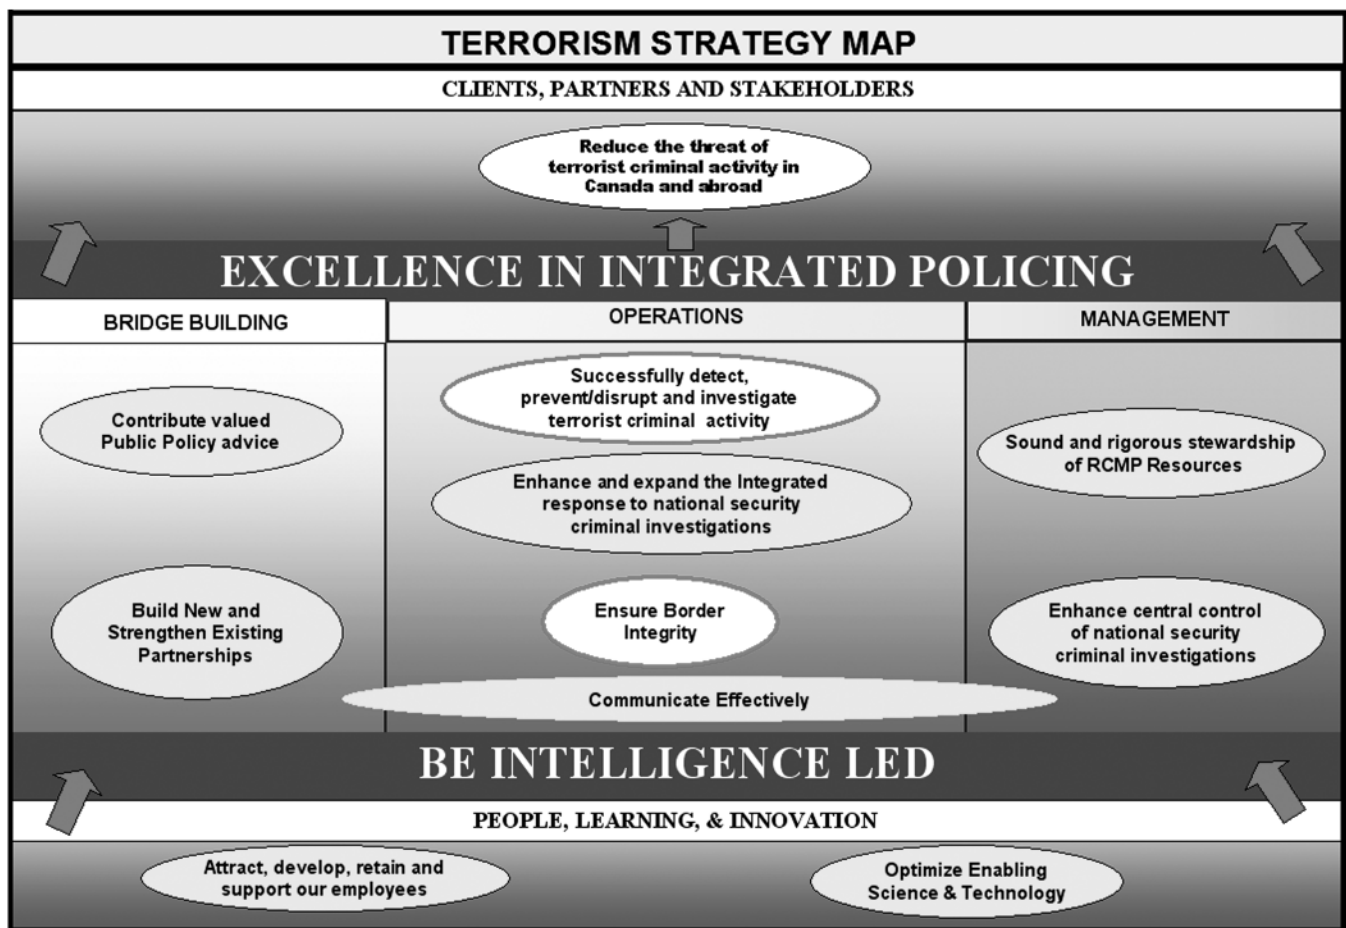 TERRORISM STRATEGY MAP
CLIENTS, PARTNERS AND STAKEHOLDERS
Reduce the threat of
terrorist criminal activity in
Canada and abroad
EXCELLENCE IN INTEGRATED POLICING
BRIDGE BUILDING
OPERATIONS
MANAGEMENT
Contribute valued
Public Policy advice
Build New and
Strengthen Existing
Partnerships
Successfully detect,
prevent/disrupt and investigate
terrorist criminal activity
Enhance and expand the Integrated
response to national security
criminal investigations
Ensure Border
Integrity
Sound and rigorous stewardship
of RCMP Resources
Enhance central control
of national security
criminal investigations
Communicate Effectively
BE INTELLIGENCE LED
PEOPLE, LEARNING, & INNOVATION
Attract, develop, retain and
support our employees
Optimize Enabling
Science & Technology